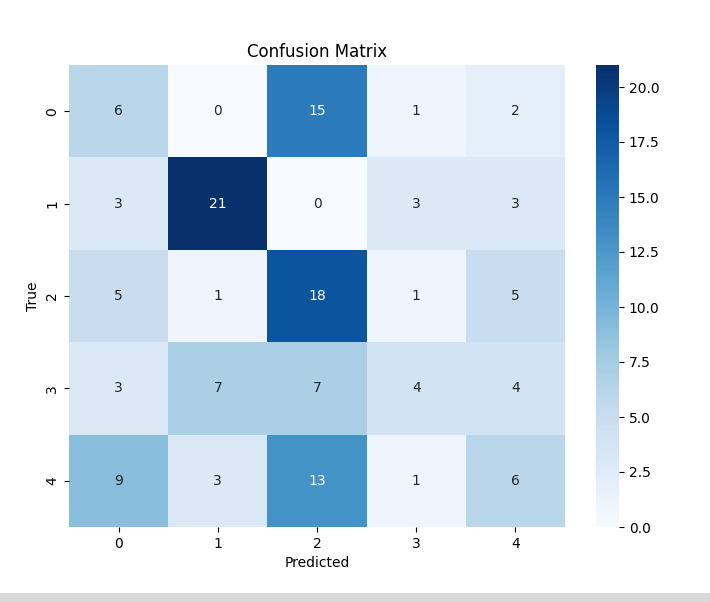 Confusion Matrix
0 6 0 15 1 2
1 3 21 0 3 3
2 5 1 18 1 5
3 3 7 7 4 4
4 9 3 13 1 6
0 1 2 3 4
True
Predicted
20.0
17.5
15.0
12.5
10.0
7.5
5.0
2.5
0.0